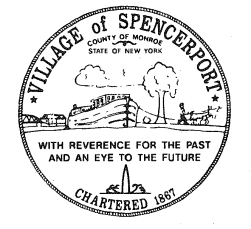 VILLAGE of SPENCERPORT
COUNTY OF MONROE
STATE OF NEW YORK
WITH REVERENCE FOR THE PAST
AND AN EYE TO THE FUTURE
CHARTERED 1867